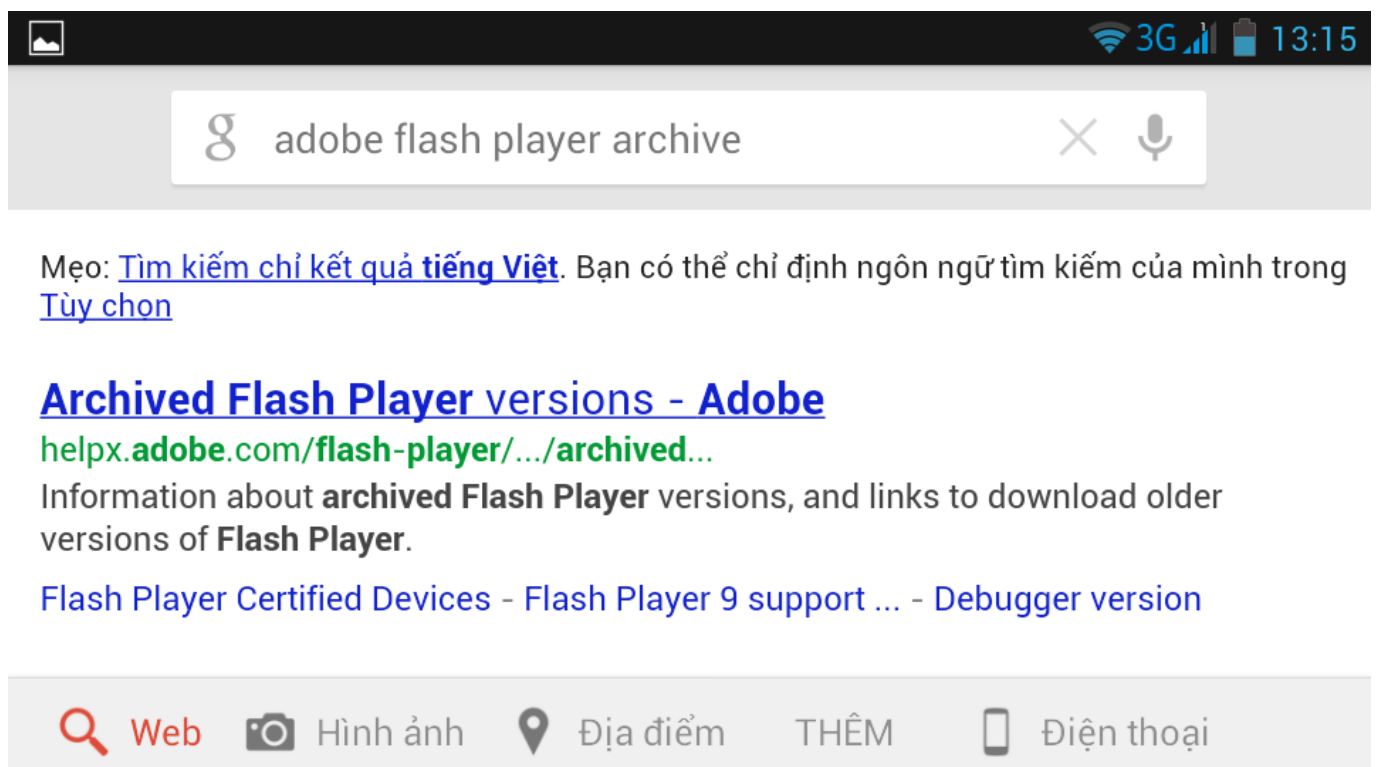 3G 13:15
g adobe flash player archive
Mẹo: Tìm kiếm chỉ kết quả tiếng Việt. Bạn có thể chỉ định ngôn ngữ tìm kiếm của mình trong
Tùy chọn
Archived Flash Player versions - Adobe
helpx.adobe.com/flash-player/.../archived...
Information about archived Flash Player versions, and links to download older
versions of Flash Player.
Flash Player Certified Devices - Flash Player 9 support ... - Debugger version
Web Hình ảnh Địa điểm THÊM Điện thoại